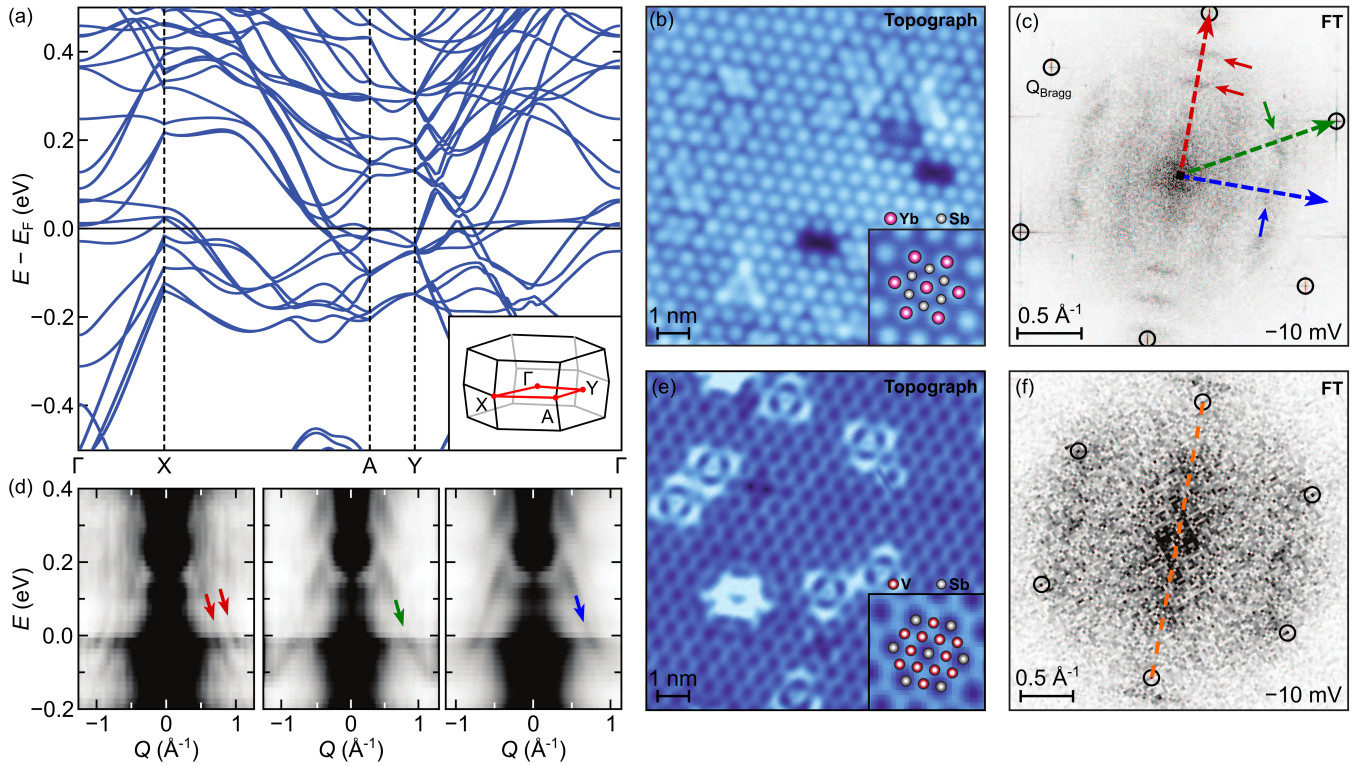 (a)
E − E_F (eV)
0.4
0.2
0.0
−0.2
−0.4
Γ
X
A
Y
Γ
Γ
Y
X
A
(b)
Topograph
Yb Sb
1 nm
(c)
FT
Q_Bragg
0.5 Å⁻¹
−10 mV
(d)
E (eV)
0.4
0.2
0.0
−0.2
−1 0 1
−1 0 1
−1 0 1
Q (Å⁻¹)
Q (Å⁻¹)
Q (Å⁻¹)
(e)
Topograph
V Sb
1 nm
(f)
FT
0.5 Å⁻¹
−10 mV